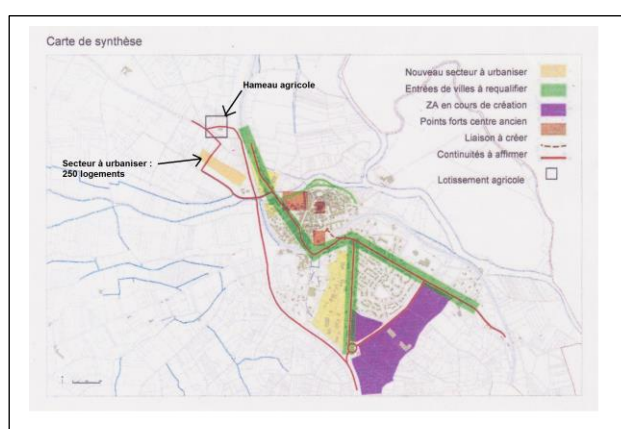 Carte de synthèse
Hameau agricole
Secteur à urbaniser :
250 logements
Nouveau secteur à urbaniser
Entrées de villes à requalifier
ZA en cours de création
Points forts centre ancien
Liaison à créer
Continuités à affirmer
Lotissement agricole